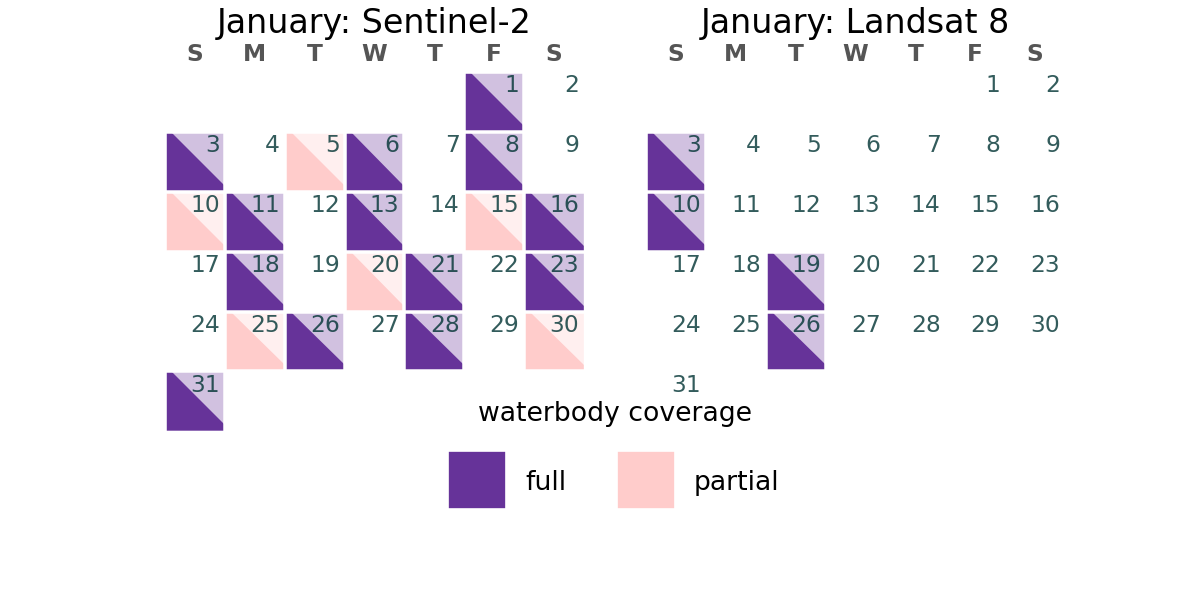 January: Sentinel-2
S M T W T F S
1 2
3 4 5 6 7 8 9
10 11 12 13 14 15 16
17 18 19 20 21 22 23
24 25 26 27 28 29 30
31
January: Landsat 8
S M T W T F S
1 2
3 4 5 6 7 8 9
10 11 12 13 14 15 16
17 18 19 20 21 22 23
24 25 26 27 28 29 30
31
waterbody coverage
full
partial